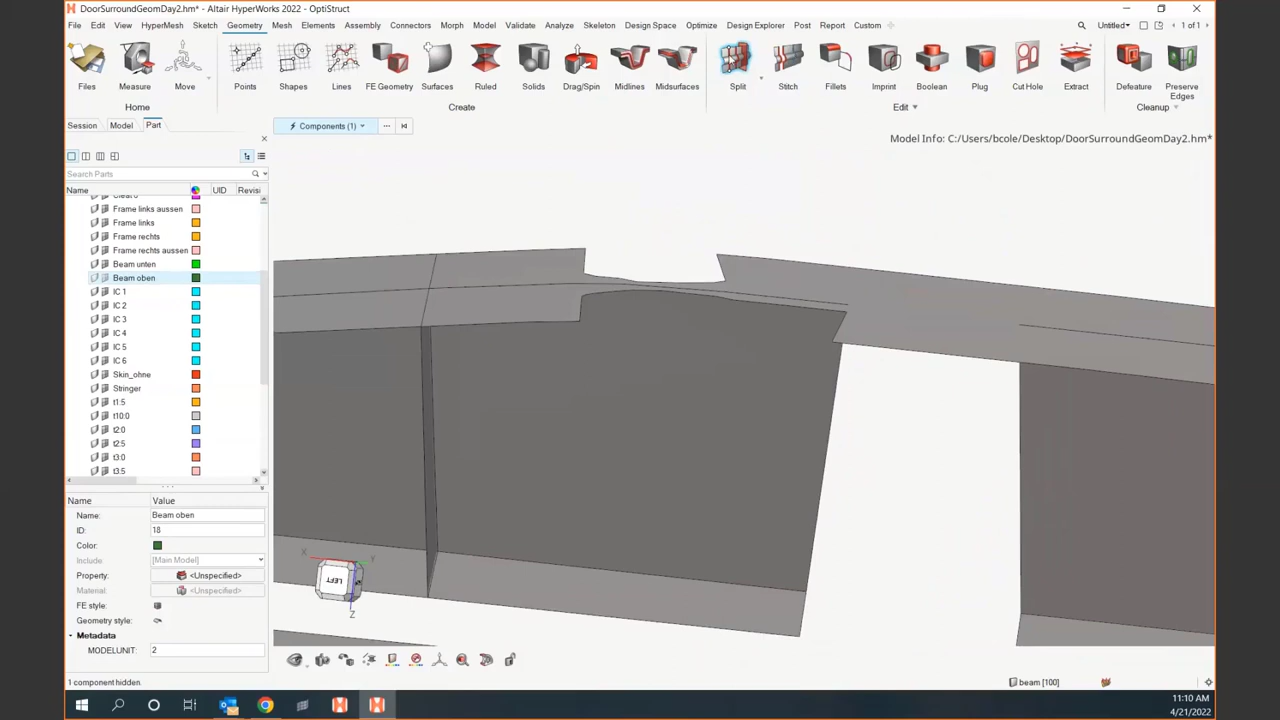 DoorSurroundGeomDay2.hm* - Altair HyperWorks 2022 - OptiStruct
File Edit View HyperMesh Sketch Geometry Mesh Elements Assembly Connectors Morph Model Validate Analyze Skeleton Design Space Optimize Design Explorer Post Report Custom Untitled* 1 of 1
Files Measure Move Points Shapes Lines FE Geometry Surfaces Ruled Solids Drag/Spin Midlines Midsurfaces Split Stitch Fillets Imprint Boolean Plug Cut Hole Extract Defeature Preserve Edges
Home Create Edit Cleanup
Session Model Part
Components (1)
Model Info: C:/Users/bcole/Desktop/DoorSurroundGeomDay2.hm*
Search Parts
Name UID Revisi
Frame links aussen
Frame links
Frame rechts
Frame rechts aussen
Beam unten
Beam oben
IC 1
IC 2
IC 3
IC 4
IC 5
IC 6
Skin_ohne
Stringer
t1:5
t10:0
t2:0
t2:5
t3:0
t3:5
Name Value
Name: Beam oben
ID: 18
Color:
Include: [Main Model]
Property: <Unspecified>
Material: <Unspecified>
FE style:
Geometry style:
Metadata
MODELUNIT: 2
X Y
LEFT
Z
1 component hidden.
beam [100]
11:10 AM
4/21/2022